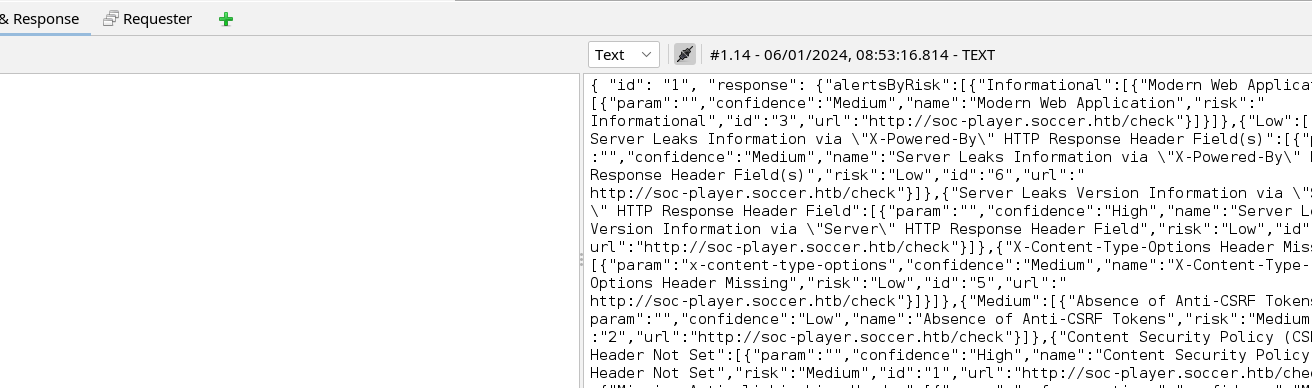 & Response Requester
Text #1.14 - 06/01/2024, 08:53:16.814 - TEXT
{ "id": "1", "response": {"alertsByRisk":[{"Informational":[{"Modern Web
[{"param":"","confidence":"Medium","name":"Modern Web Application","risk":"
Informational","id":"3","url":"http://soc-player.soccer.htb/check"}]}]},{"Low":[
Server Leaks Information via \"X-Powered-By\" HTTP Response Header Field(s)":[{"
:"","confidence":"Medium","name":"Server Leaks Information via \"X-Powered-By\"
Response Header Field(s)","risk":"Low","id":"6","url":"
http://soc-player.soccer.htb/check"}]},{"Server Leaks Version Information via \"
\" HTTP Response Header Field":[{"param":"","confidence":"High","name":"Server
Version Information via \"Server\" HTTP Response Header Field","risk":"Low","id"
url":"http://soc-player.soccer.htb/check"}]},{"X-Content-Type-Options Header
[{"param":"x-content-type-options","confidence":"Medium","name":"X-Content-Type-
Options Header Missing","risk":"Low","id":"5","url":"
http://soc-player.soccer.htb/check"}]}]},{"Medium":[{"Absence of Anti-CSRF Tokens
param":"","confidence":"Low","name":"Absence of Anti-CSRF Tokens","risk":"Medium
:"2","url":"http://soc-player.soccer.htb/check"}]},{"Content Security Policy
Header Not Set":[{"param":"","confidence":"High","name":"Content Security Policy
Header Not Set","risk":"Medium","id":"1","url":"http://soc-player.soccer.htb/chec